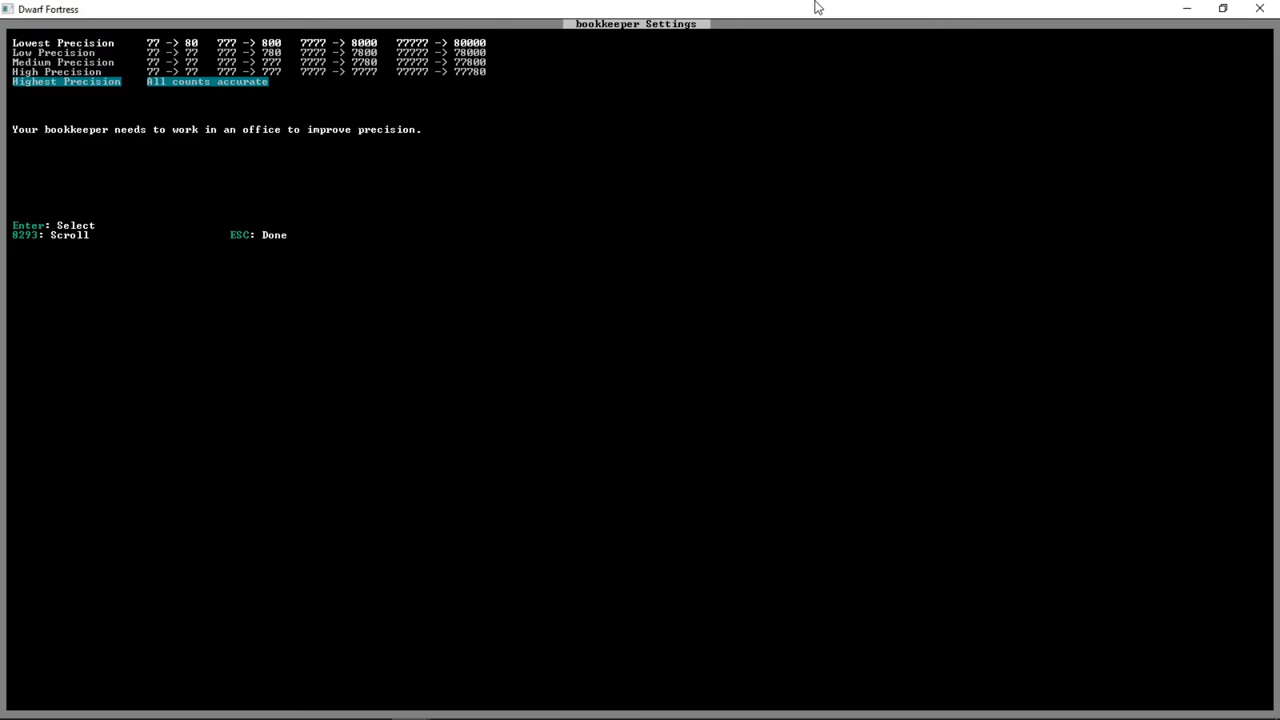 Dwarf Fortress
bookkeeper Settings
Lowest Precision 77 -> 80 777 -> 800 7777 -> 8000 77777 -> 80000
Low Precision 77 -> 77 777 -> 780 7777 -> 7800 77777 -> 78000
Medium Precision 77 -> 77 777 -> 777 7777 -> 7780 77777 -> 77800
High Precision 77 -> 77 777 -> 777 7777 -> 7777 77777 -> 77780
Highest Precision All counts accurate
Your bookkeeper needs to work in an office to improve precision.
Enter: Select
8293: Scroll ESC: Done